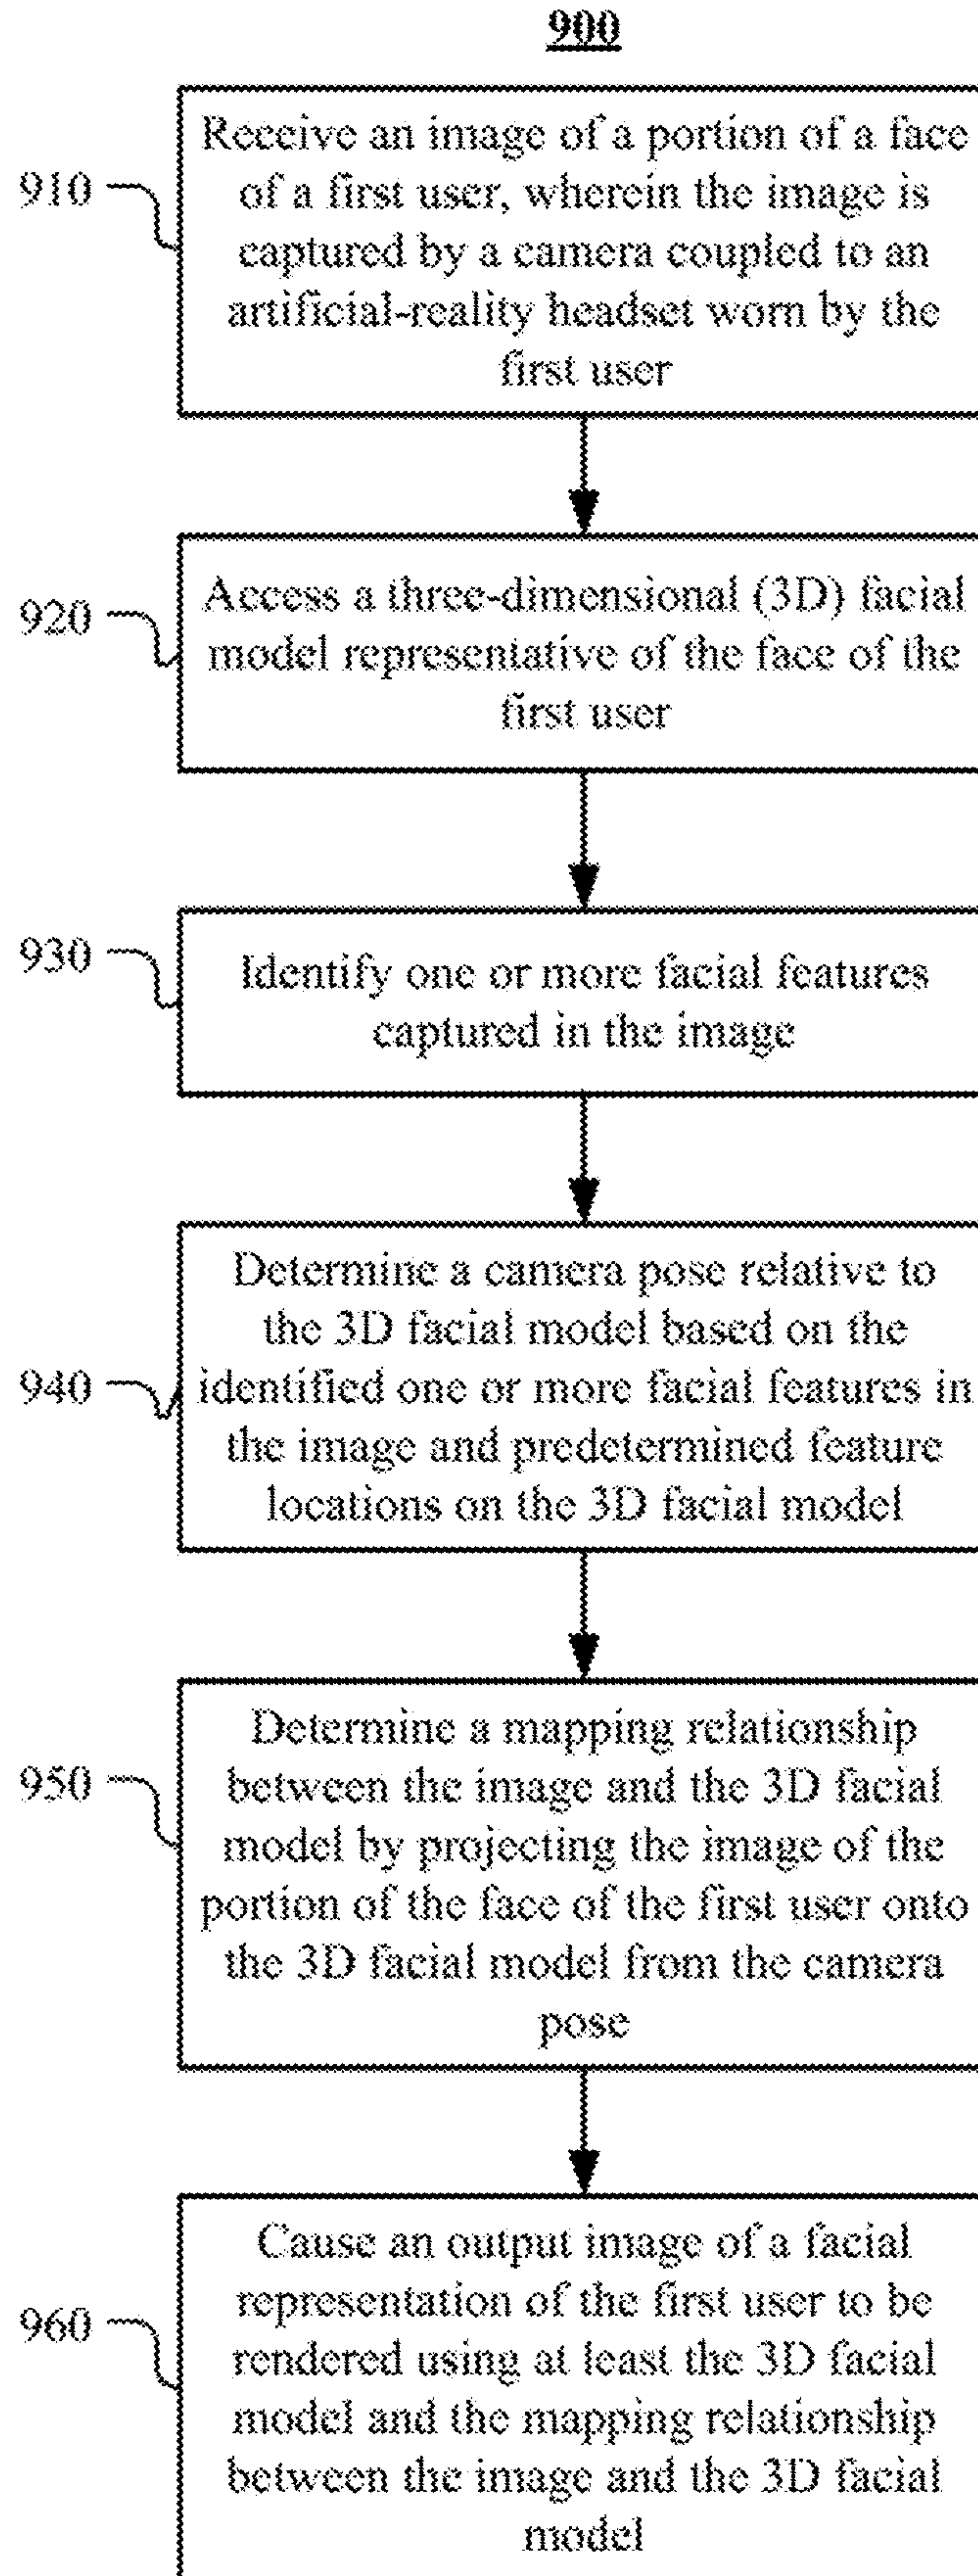 900
910
Receive an image of a portion of a face
of a first user, wherein the image is
captured by a camera coupled to an
artificial-reality headset worn by the
first user
920
Access a three-dimensional (3D) facial
model representative of the face of the
first user
930
Identify one or more facial features
captured in the image
940
Determine a camera pose relative to
the 3D facial model based on the
identified one or more facial features in
the image and predetermined feature
locations on the 3D facial model
950
Determine a mapping relationship
between the image and the 3D facial
model by projecting the image of the
portion of the face of the first user onto
the 3D facial model from the camera
pose
960
Cause an output image of a facial
representation of the first user to be
rendered using at least the 3D facial
model and the mapping relationship
between the image and the 3D facial
model